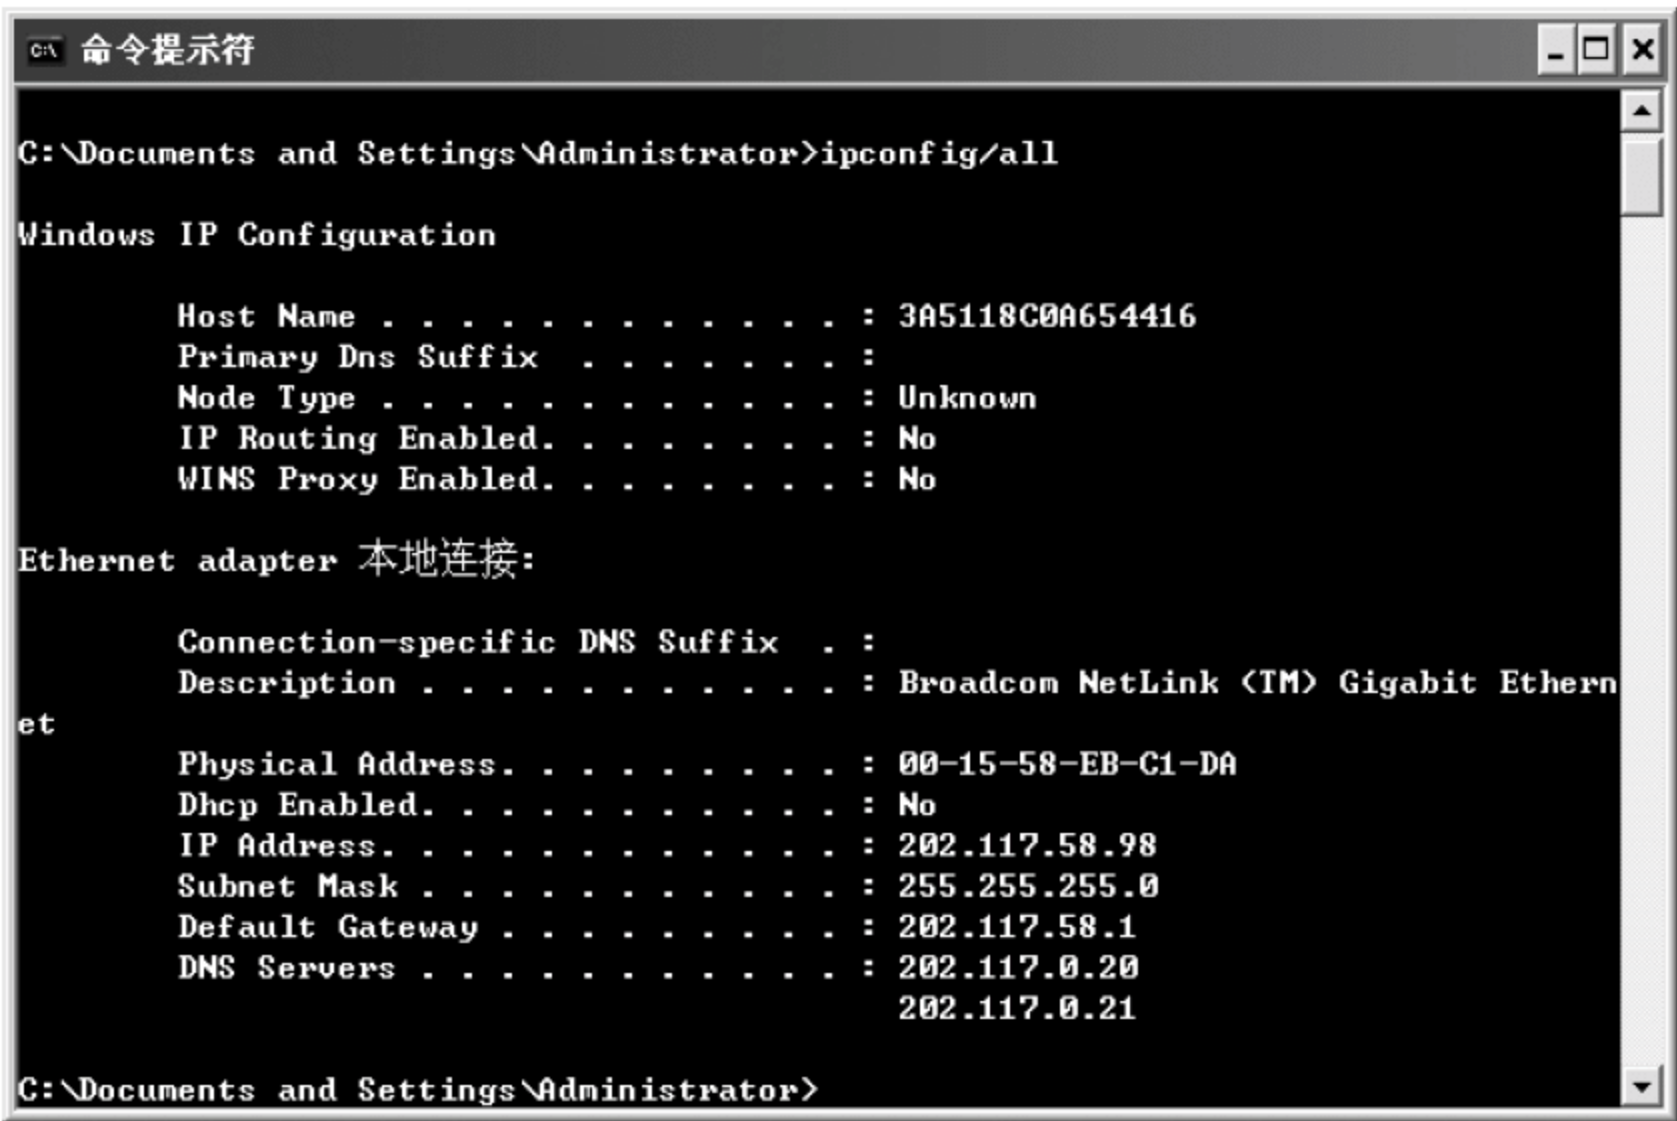 命令提示符
C:\Documents and Settings\Administrator>ipconfig/all
Windows IP Configuration
Host Name . . . . . . . . . . . . : 3A5118C0A654416
Primary Dns Suffix  . . . . . . . :
Node Type . . . . . . . . . . . . : Unknown
IP Routing Enabled. . . . . . . . : No
WINS Proxy Enabled. . . . . . . . : No
Ethernet adapter 本地连接:
Connection-specific DNS Suffix  . :
Description . . . . . . . . . . . : Broadcom NetLink (TM) Gigabit Ethern
et
Physical Address. . . . . . . . . : 00-15-58-EB-C1-DA
Dhcp Enabled. . . . . . . . . . . : No
IP Address. . . . . . . . . . . . : 202.117.58.98
Subnet Mask . . . . . . . . . . . : 255.255.255.0
Default Gateway . . . . . . . . . : 202.117.58.1
DNS Servers . . . . . . . . . . . : 202.117.0.20
202.117.0.21
C:\Documents and Settings\Administrator>